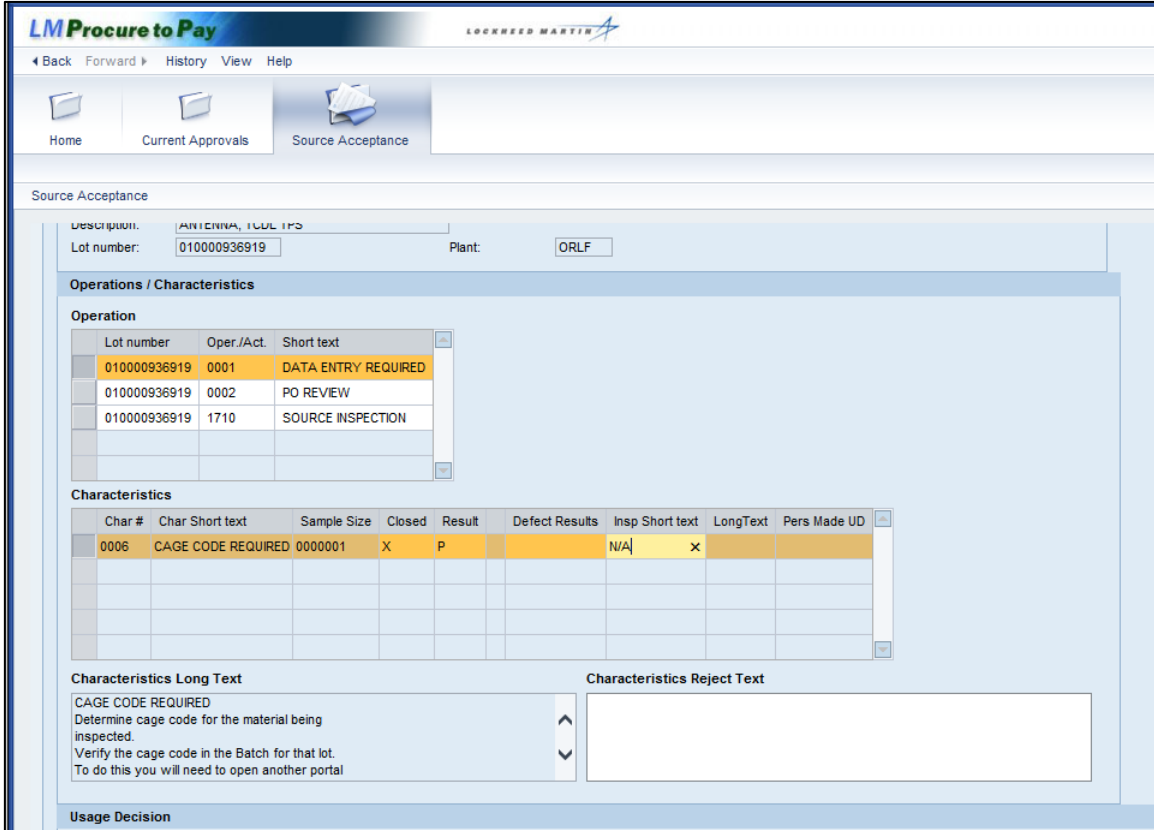 LM Procure to Pay
LOCKHEED MARTIN
Back Forward History View Help
Home Current Approvals Source Acceptance
Source Acceptance
Description: ANTENNA, TCDL TPS
Lot number: 010000936919 Plant: ORLF
Operations / Characteristics
Operation
Lot number Oper./Act. Short text
010000936919 0001 DATA ENTRY REQUIRED
010000936919 0002 PO REVIEW
010000936919 1710 SOURCE INSPECTION
Characteristics
Char # Char Short text Sample Size Closed Result Defect Results Insp Short text LongText Pers Made UD
0006 CAGE CODE REQUIRED 0000001 X P N/A
Characteristics Long Text Characteristics Reject Text
CAGE CODE REQUIRED
Determine cage code for the material being
inspected.
Verify the cage code in the Batch for that lot.
To do this you will need to open another portal
Usage Decision